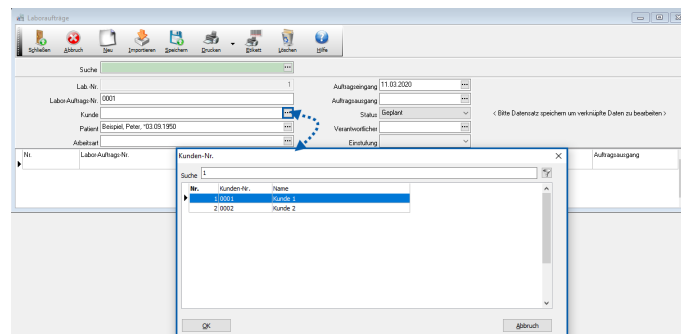 Laboraufträge
Schließen Abbruch Neu Importieren Speichern Drucken Etikett Löschen Hilfe
Suche
Lab.-Nr. 1 Auftragseingang 11.03.2020
Labor-Auftrags-Nr. 0001 Auftragsausgang
Kunde Status Geplant < Bitte Datensatz speichern um verknüpfte Daten zu bearbeiten >
Patient Beispiel, Peter, *03.09.1950 Verantwortlicher
Arbeitsart Einstufung
Nr. Labor-Auftrags-Nr. Auftragsausgang
Kunden-Nr.
Suche 1
Nr. Kunden-Nr. Name
1 0001 Kunde 1
2 0002 Kunde 2
OK Abbruch